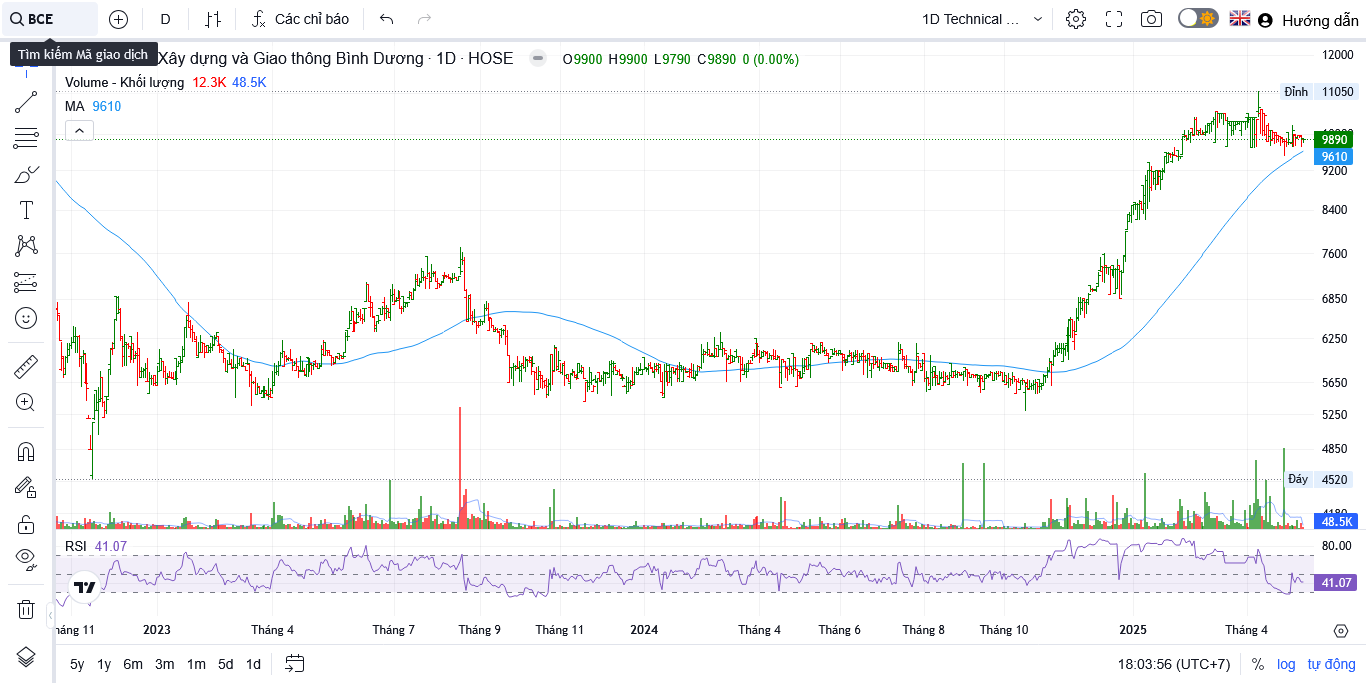 BCE D Các chỉ báo 1D Technical ... Hướng dẫn
Tìm kiếm Mã giao dịch
Xây dựng và Giao thông Bình Dương · 1D · HOSE O9900 H9900 L9790 C9890 0 (0.00%)
Volume - Khối lượng 12.3K 48.5K
MA 9610
12000
Đỉnh 11050
9890
9610
9200
8400
7600
6850
6250
5650
5250
4850
Đáy 4520
48.5K
RSI 41.07
80.00
41.07
2023 Tháng 4 Tháng 7 Tháng 9 Tháng 11 2024 Tháng 4 Tháng 6 Tháng 8 Tháng 10 2025 Tháng 4
5y 1y 6m 3m 1m 5d 1d 18:03:56 (UTC+7) % log tự động